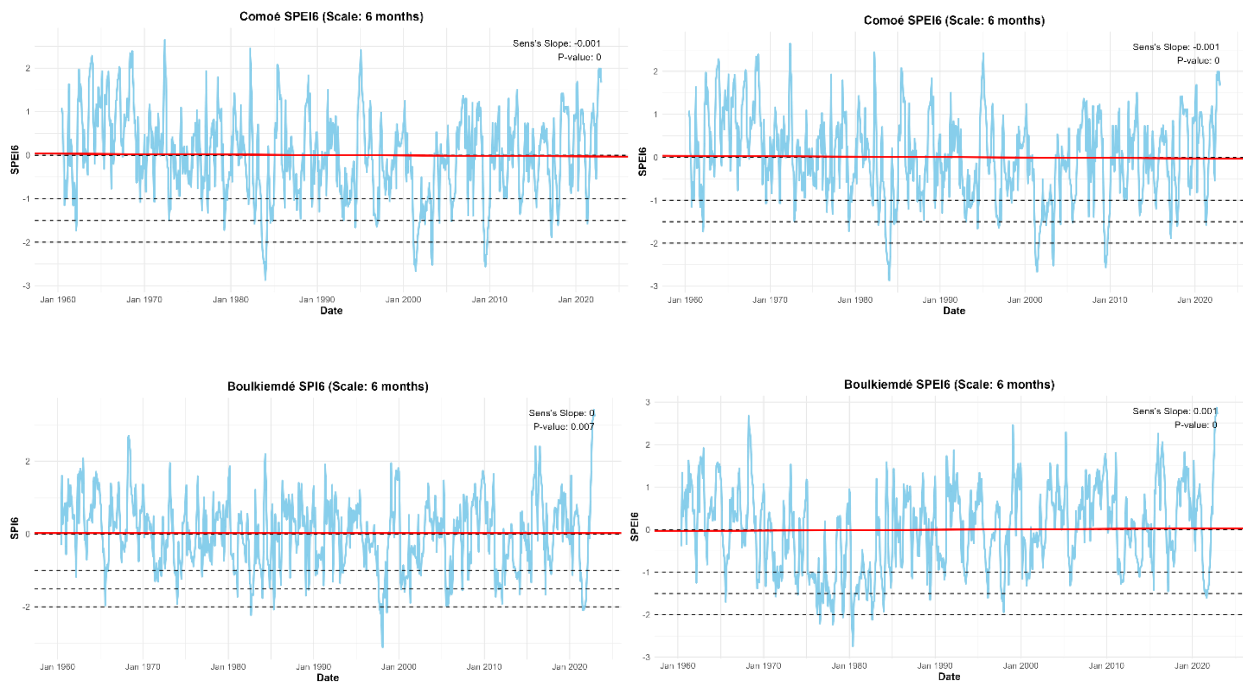 Comoé SPEI6 (Scale: 6 months)
Sens's Slope: -0.001
P-value: 0
2
1
0
-1
-2
-3
SPEI6
Jan 1960 Jan 1970 Jan 1980 Jan 1990 Jan 2000 Jan 2010 Jan 2020
Date
Comoé SPEI6 (Scale: 6 months)
Sens's Slope: -0.001
P-value: 0
2
1
0
-1
-2
-3
SPEI6
Jan 1960 Jan 1970 Jan 1980 Jan 1990 Jan 2000 Jan 2010 Jan 2020
Date
Boulkiemdé SPI6 (Scale: 6 months)
Sens's Slope: 0
P-value: 0.007
2
0
-2
SPI6
Jan 1960 Jan 1970 Jan 1980 Jan 1990 Jan 2000 Jan 2010 Jan 2020
Date
Boulkiemdé SPEI6 (Scale: 6 months)
Sens's Slope: 0.001
P-value: 0
3
2
1
0
-1
-2
-3
SPEI6
Jan 1960 Jan 1970 Jan 1980 Jan 1990 Jan 2000 Jan 2010 Jan 2020
Date